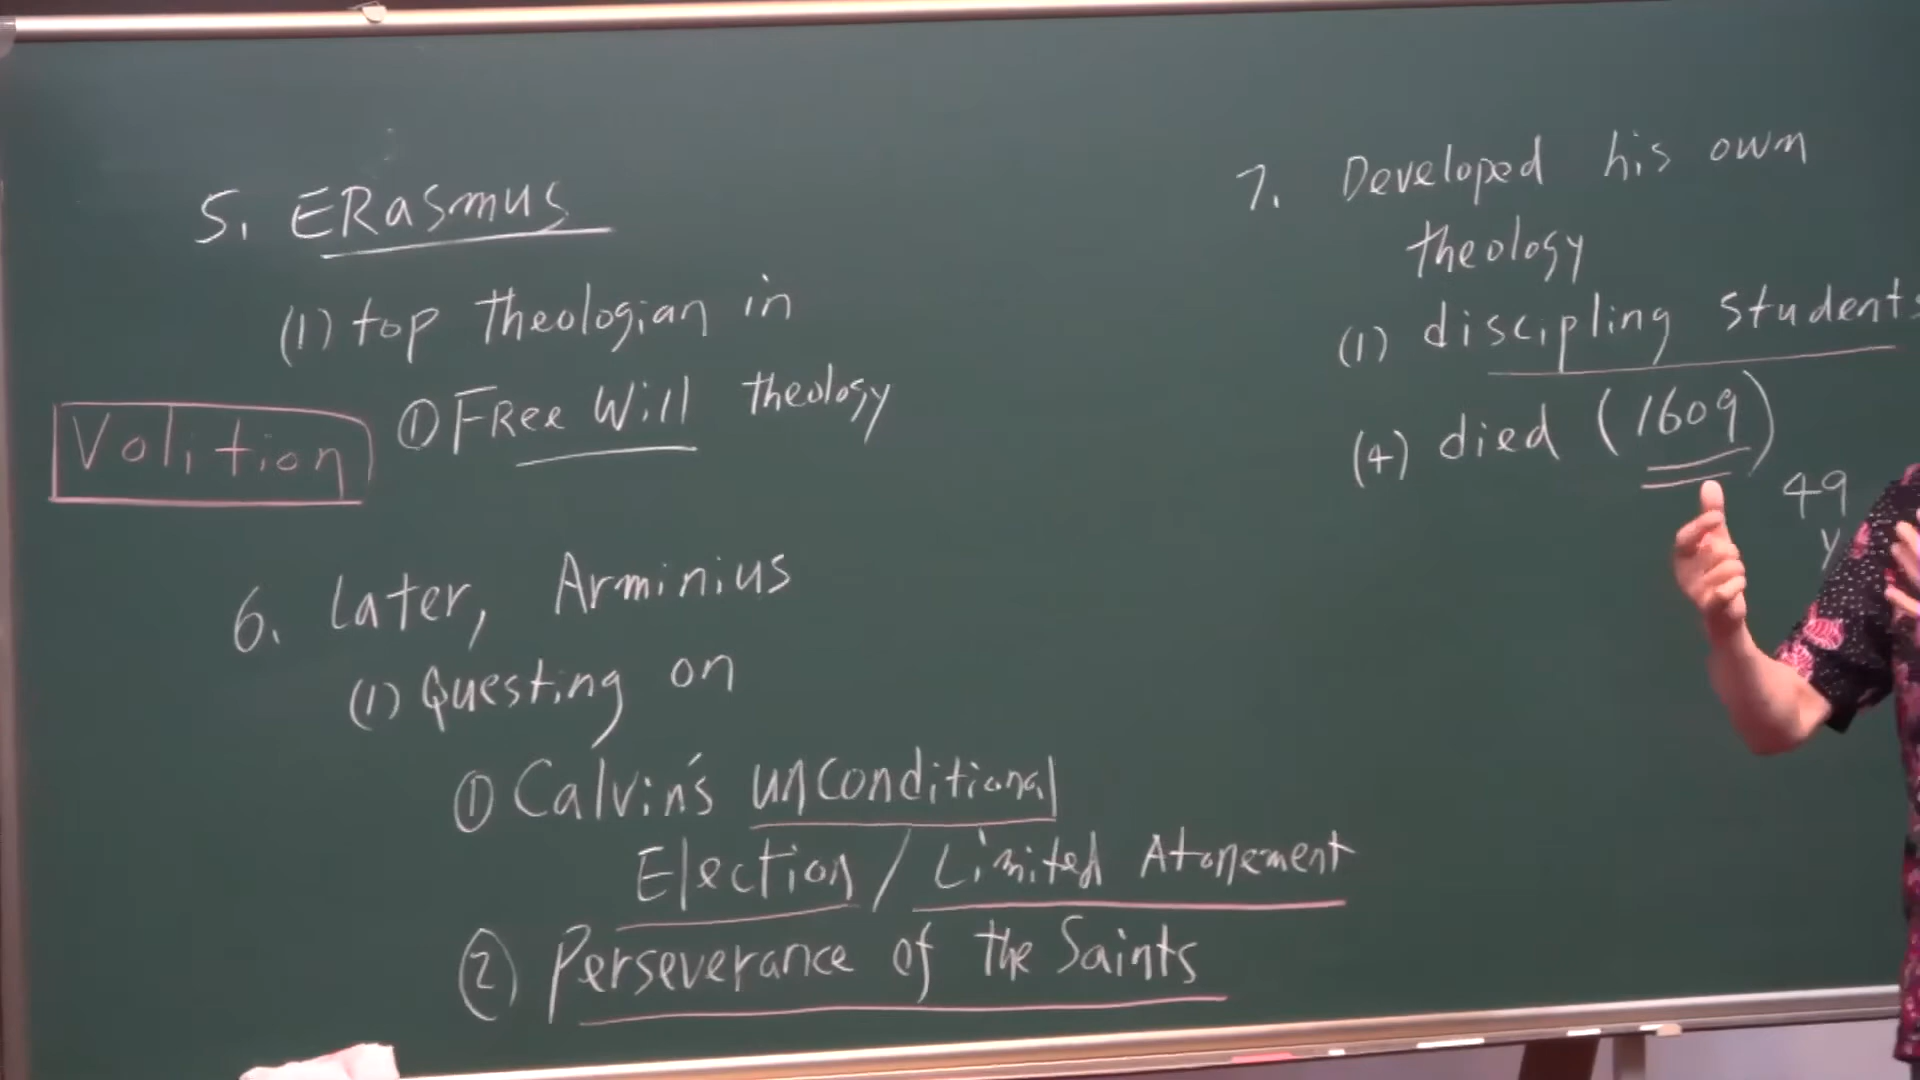 5. ERasmus
(1) top Theologian in
① FRee Will theology
Volition
6. Later, Arminius
(1) Questing on
① Calvin's unconditional
Election / Limited Atonement
② Perseverance of the Saints
7. Developed his own
theology
(1) discipling students
(4) died (1609)
49
y